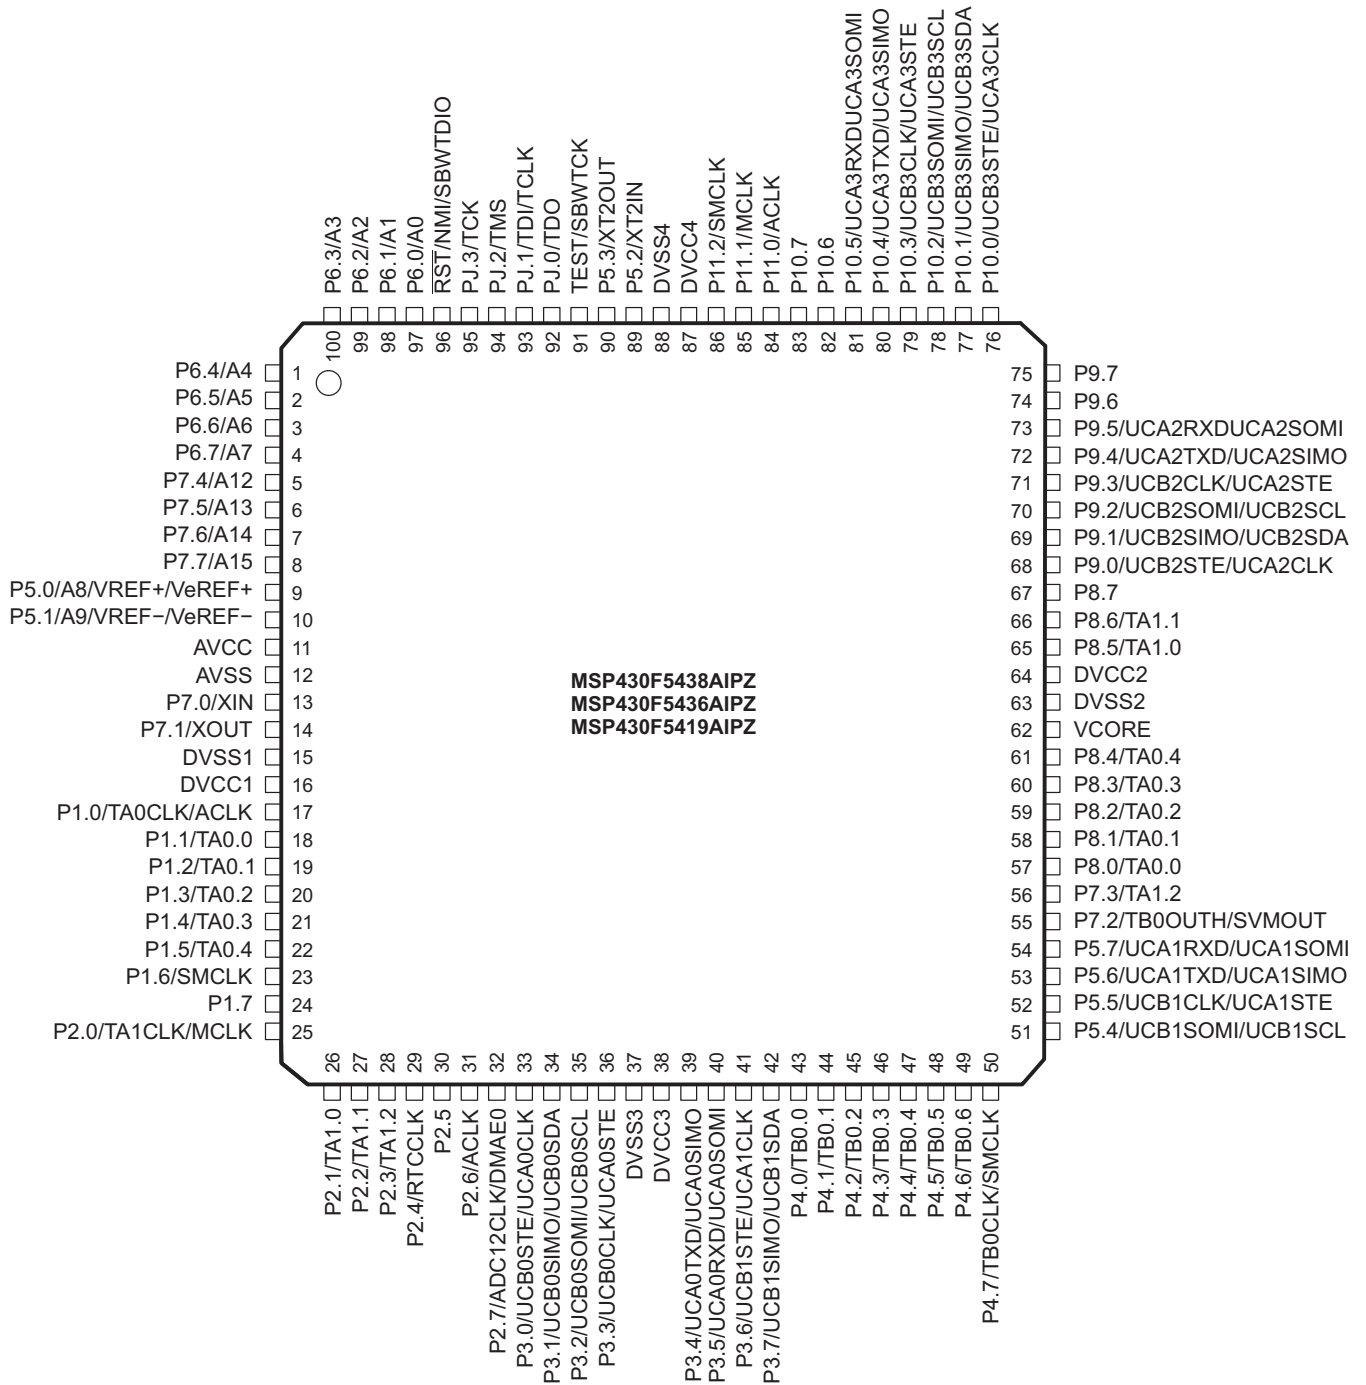 P6.3/A3
P6.2/A2
P6.1/A1
P6.0/A0
RST/NMI/SBWTDIO
PJ.3/TCK
PJ.2/TMS
PJ.1/TDI/TCLK
PJ.0/TDO
TEST/SBWTCK
P5.3/XT2OUT
P5.2/XT2IN
DVSS4
DVCC4
P11.2/SMCLK
P11.1/MCLK
P11.0/ACLK
P10.7
P10.6
P10.5/UCA3RXDUCA3SOMI
P10.4/UCA3TXD/UCA3SIMO
P10.3/UCB3CLK/UCA3STE
P10.2/UCB3SOMI/UCB3SCL
P10.1/UCB3SIMO/UCB3SDA
P10.0/UCB3STE/UCA3CLK
100
99
98
97
96
95
94
93
92
91
90
89
88
87
86
85
84
83
82
81
80
79
78
77
76
P6.4/A4 1
P6.5/A5 2
P6.6/A6 3
P6.7/A7 4
P7.4/A12 5
P7.5/A13 6
P7.6/A14 7
P7.7/A15 8
P5.0/A8/VREF+/VeREF+ 9
P5.1/A9/VREF−/VeREF− 10
AVCC 11
AVSS 12
P7.0/XIN 13
P7.1/XOUT 14
DVSS1 15
DVCC1 16
P1.0/TA0CLK/ACLK 17
P1.1/TA0.0 18
P1.2/TA0.1 19
P1.3/TA0.2 20
P1.4/TA0.3 21
P1.5/TA0.4 22
P1.6/SMCLK 23
P1.7 24
P2.0/TA1CLK/MCLK 25
MSP430F5438AIPZ
MSP430F5436AIPZ
MSP430F5419AIPZ
75 P9.7
74 P9.6
73 P9.5/UCA2RXDUCA2SOMI
72 P9.4/UCA2TXD/UCA2SIMO
71 P9.3/UCB2CLK/UCA2STE
70 P9.2/UCB2SOMI/UCB2SCL
69 P9.1/UCB2SIMO/UCB2SDA
68 P9.0/UCB2STE/UCA2CLK
67 P8.7
66 P8.6/TA1.1
65 P8.5/TA1.0
64 DVCC2
63 DVSS2
62 VCORE
61 P8.4/TA0.4
60 P8.3/TA0.3
59 P8.2/TA0.2
58 P8.1/TA0.1
57 P8.0/TA0.0
56 P7.3/TA1.2
55 P7.2/TB0OUTH/SVMOUT
54 P5.7/UCA1RXD/UCA1SOMI
53 P5.6/UCA1TXD/UCA1SIMO
52 P5.5/UCB1CLK/UCA1STE
51 P5.4/UCB1SOMI/UCB1SCL
26
27
28
29
30
31
32
33
34
35
36
37
38
39
40
41
42
43
44
45
46
47
48
49
50
P2.1/TA1.0
P2.2/TA1.1
P2.3/TA1.2
P2.4/RTCCLK
P2.5
P2.6/ACLK
P2.7/ADC12CLK/DMAE0
P3.0/UCB0STE/UCA0CLK
P3.1/UCB0SIMO/UCB0SDA
P3.2/UCB0SOMI/UCB0SCL
P3.3/UCB0CLK/UCA0STE
DVSS3
DVCC3
P3.4/UCA0TXD/UCA0SIMO
P3.5/UCA0RXD/UCA0SOMI
P3.6/UCB1STE/UCA1CLK
P3.7/UCB1SIMO/UCB1SDA
P4.0/TB0.0
P4.1/TB0.1
P4.2/TB0.2
P4.3/TB0.3
P4.4/TB0.4
P4.5/TB0.5
P4.6/TB0.6
P4.7/TB0CLK/SMCLK